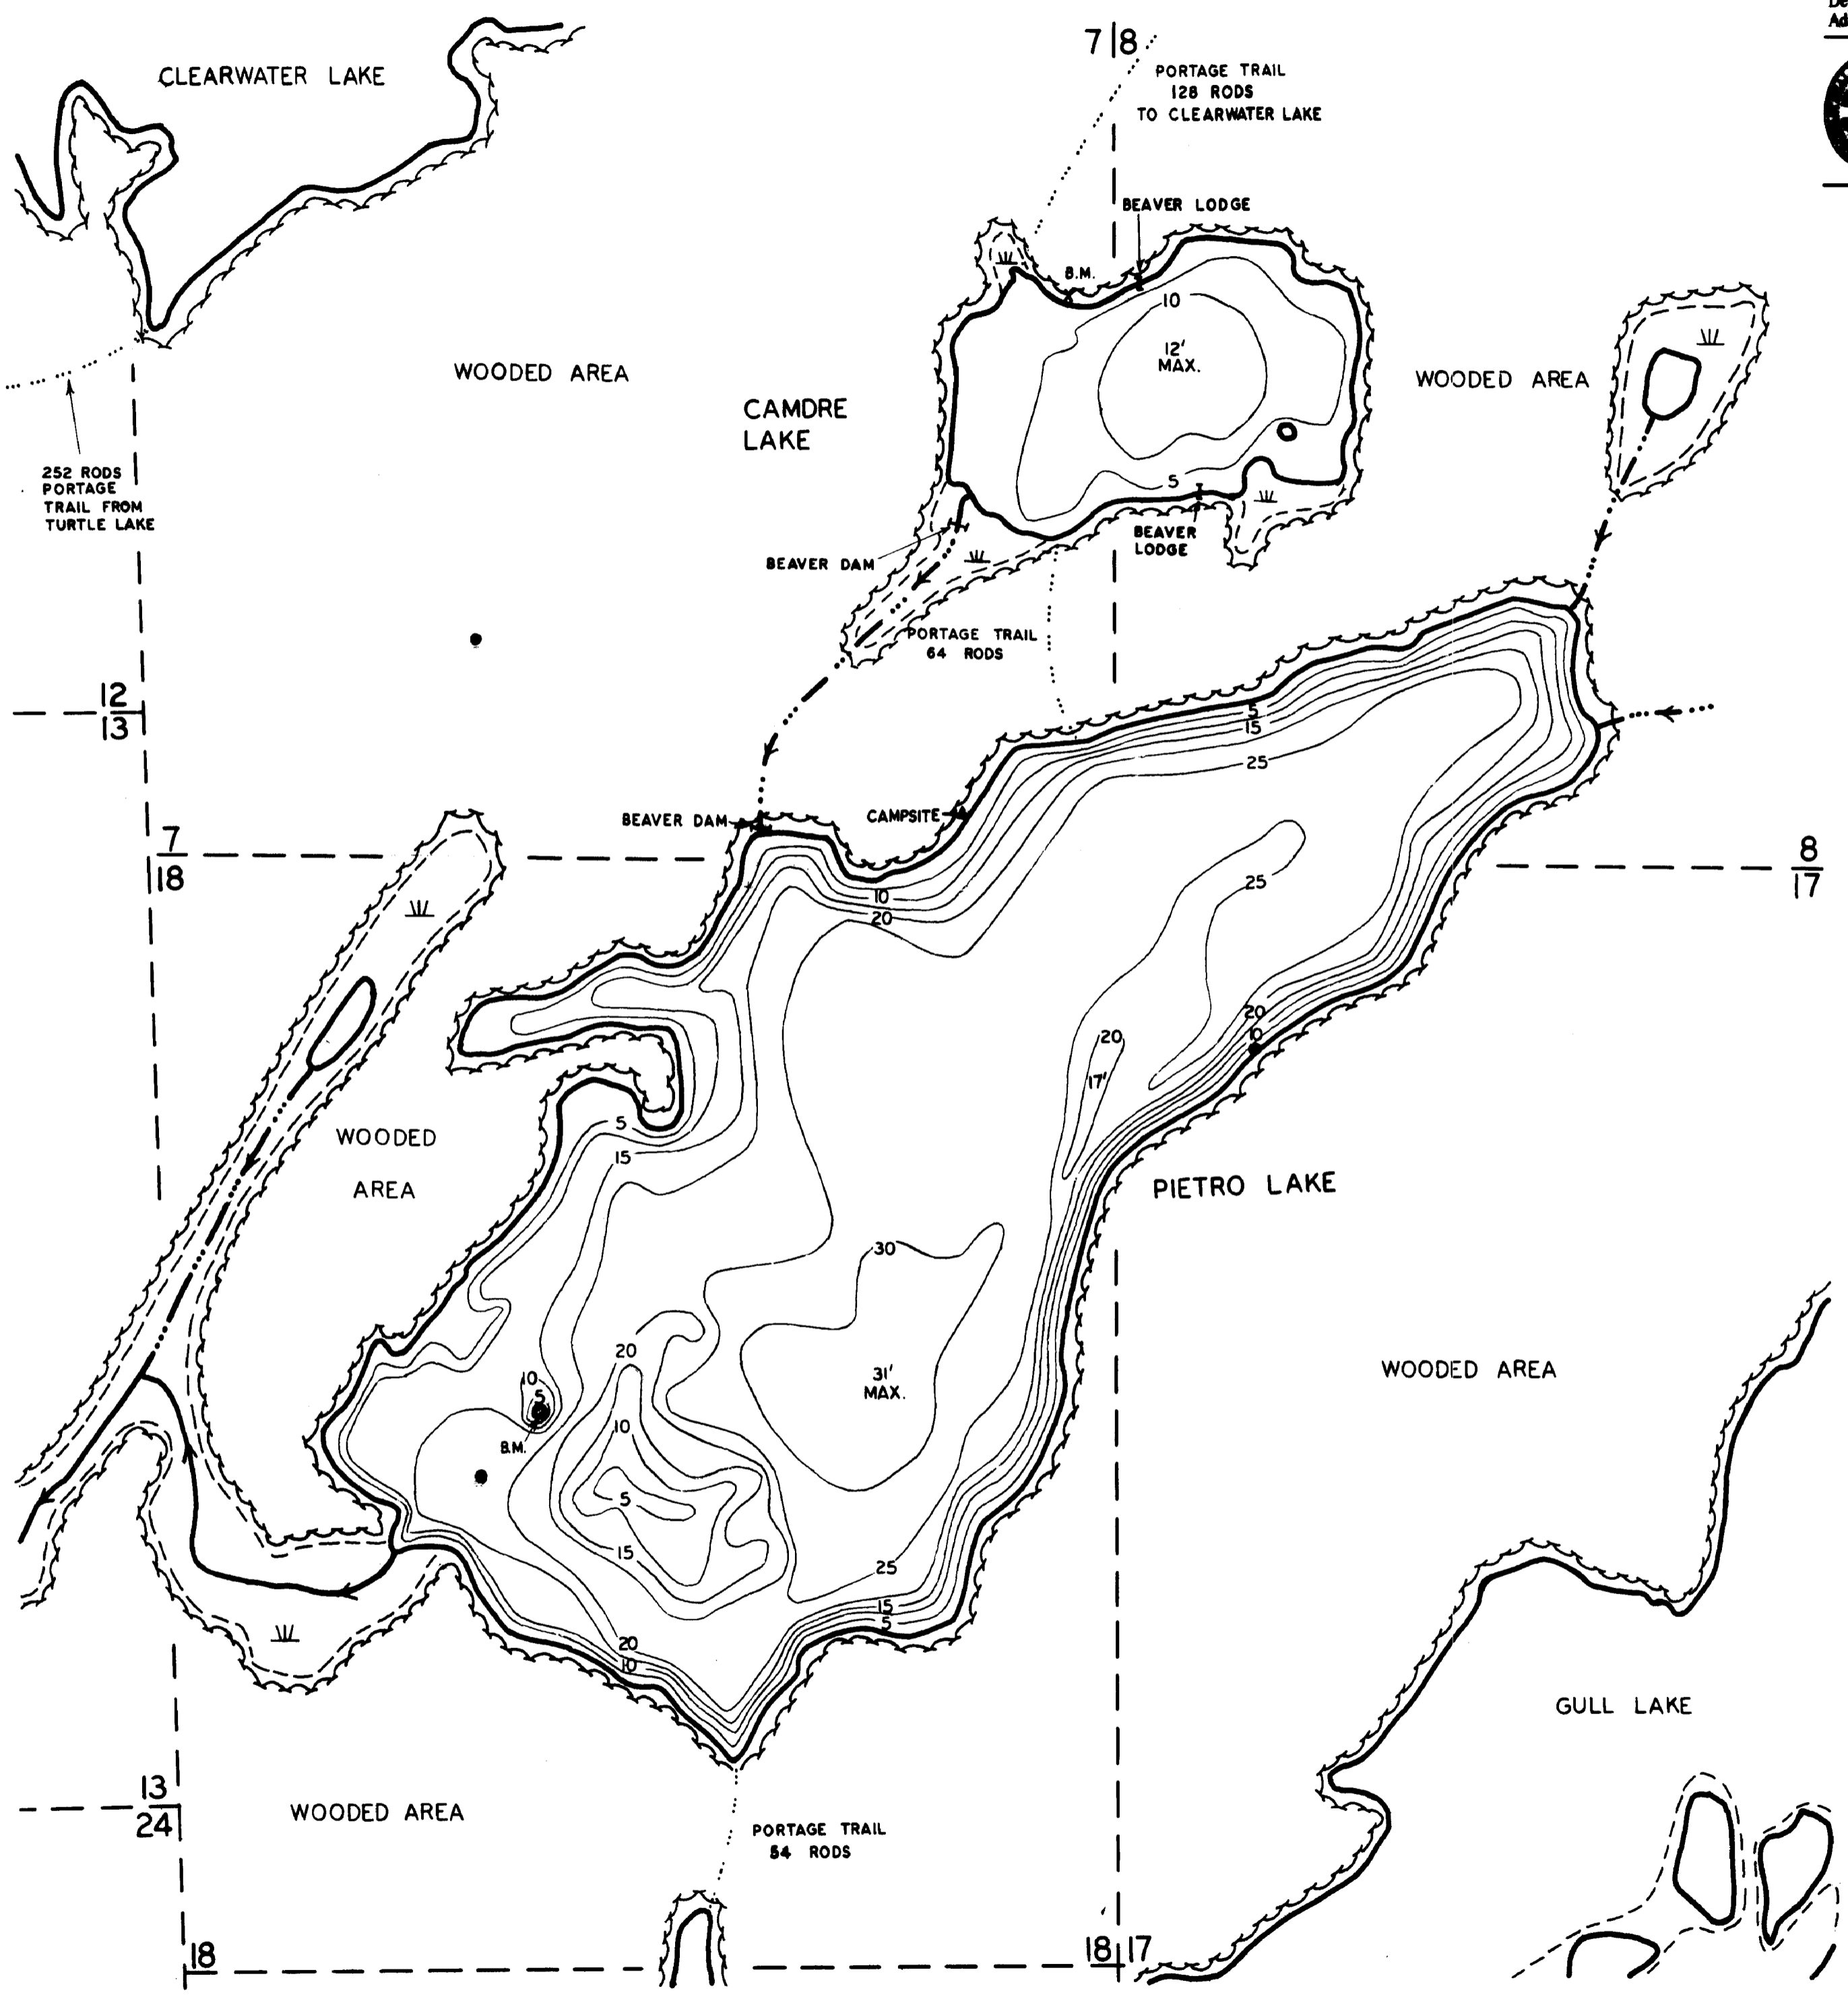 CLEARWATER LAKE
7|8
PORTAGE TRAIL
128 RODS
TO CLEARWATER LAKE
BEAVER LODGE
B.M.
10
12'
MAX.
WOODED AREA
CAMDRE
LAKE
WOODED AREA
252 RODS
PORTAGE
TRAIL FROM
TURTLE LAKE
5
BEAVER
LODGE
BEAVER DAM
PORTAGE TRAIL
64 RODS
12
13
5
15
25
BEAVER DAM
CAMPSITE
7
18
8
17
10
20
25
20
10
20
17'
WOODED
AREA
5
15
PIETRO LAKE
30
20
31'
MAX.
WOODED AREA
10
5
B.M.
10
5
15
25
15
5
20
10
GULL LAKE
13
24
WOODED AREA
PORTAGE TRAIL
54 RODS
18
18|17